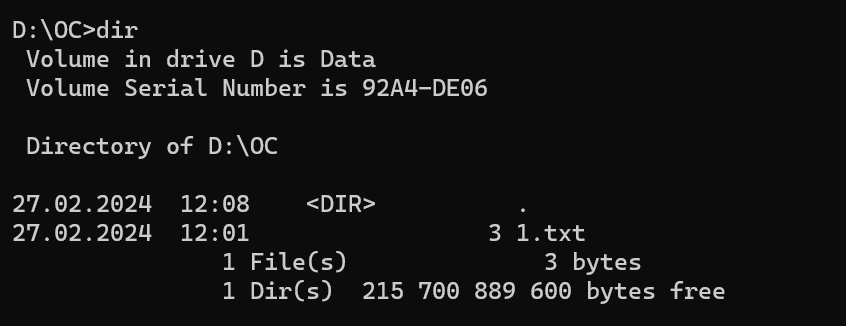 D:\OC>dir
 Volume in drive D is Data
 Volume Serial Number is 92A4-DE06

 Directory of D:\OC

27.02.2024  12:08    <DIR>          .
27.02.2024  12:01                 3 1.txt
               1 File(s)              3 bytes
               1 Dir(s)  215 700 889 600 bytes free